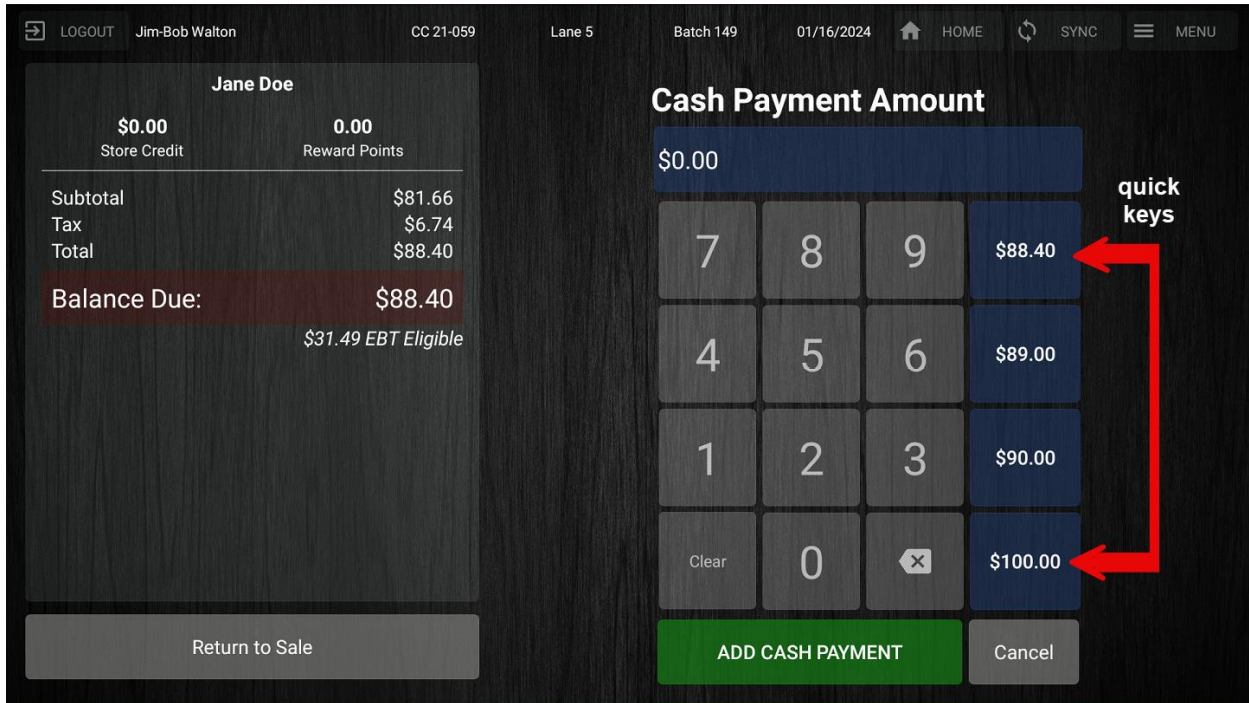 LOGOUT Jim-Bob Walton CC 21-059 Lane 5 Batch 149 01/16/2024 HOME SYNC MENU
Jane Doe
$0.00 0.00
Store Credit Reward Points
Subtotal $81.66
Tax $6.74
Total $88.40
Balance Due: $88.40
$31.49 EBT Eligible
Return to Sale
Cash Payment Amount
$0.00
7 8 9 $88.40
4 5 6 $89.00
1 2 3 $90.00
Clear 0 $100.00
ADD CASH PAYMENT Cancel
quick
keys